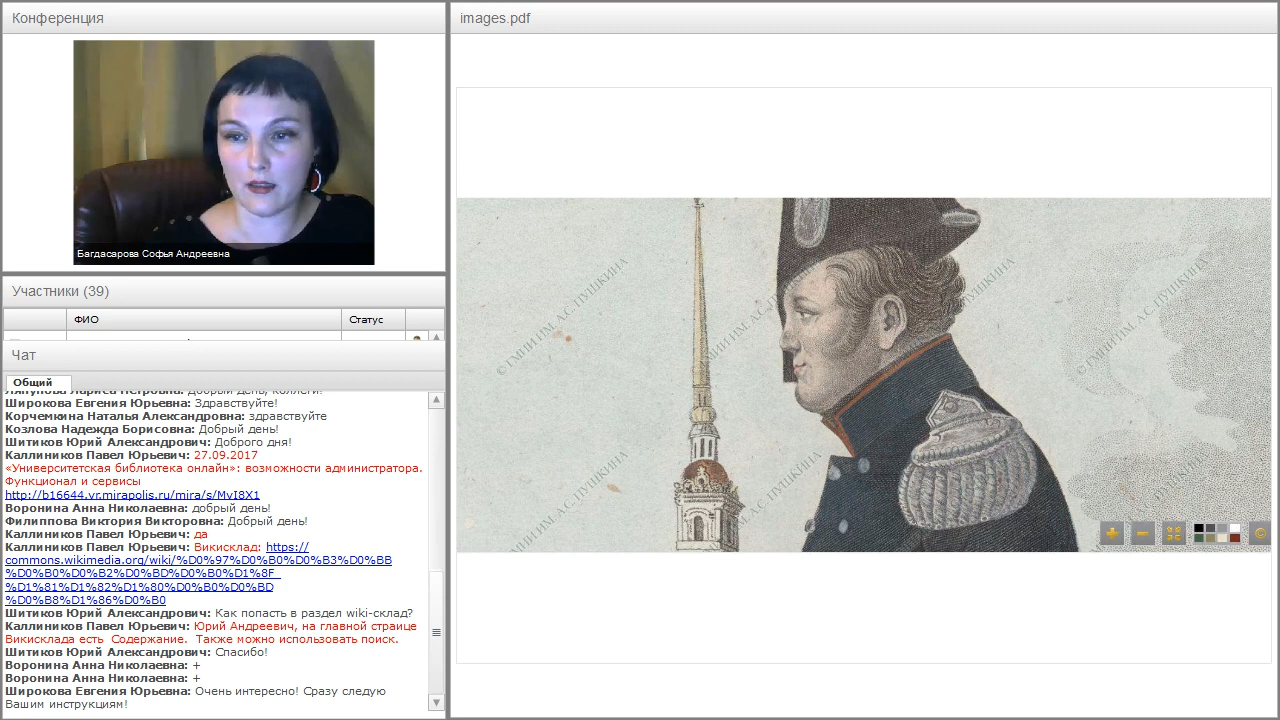 Конференция
Багдасарова Софья Андреевна
Участники (39)
ФИО
Статус
Чат
Общий
Добрый день, коллеги!
Широкова Евгения Юрьевна: Здравствуйте!
Корчемкина Наталья Александровна: здравствуйте
Козлова Надежда Борисовна: Добрый день!
Шитиков Юрий Александрович: Доброго дня!
Каллиников Павел Юрьевич: 27.09.2017
«Университетская библиотека онлайн»: возможности администратора.
Функционал и сервисы
http://b16644.vr.mirapolis.ru/mira/s/MvI8X1
Воронина Анна Николаевна: добрый день!
Филиппова Виктория Викторовна: Добрый день!
Каллиников Павел Юрьевич: да
Каллиников Павел Юрьевич: Викисклад: https://
commons.wikimedia.org/wiki/%D0%97%D0%B0%D0%B3%D0%BB
%D0%B0%D0%B2%D0%BD%D0%B0%D1%8F_
%D1%81%D1%82%D1%80%D0%B0%D0%BD
%D0%B8%D1%86%D0%B0
Шитиков Юрий Александрович: Как попасть в раздел wiki-склад?
Каллиников Павел Юрьевич: Юрий Андреевич, на главной страице
Викисклада есть  Содержание.  Также можно использовать поиск.
Шитиков Юрий Александрович: Спасибо!
Воронина Анна Николаевна: +
Воронина Анна Николаевна: +
Широкова Евгения Юрьевна: Очень интересно! Сразу следую
Вашим инструкциям!
images.pdf
© ГМИИ ИМ. А.С. ПУШКИНА